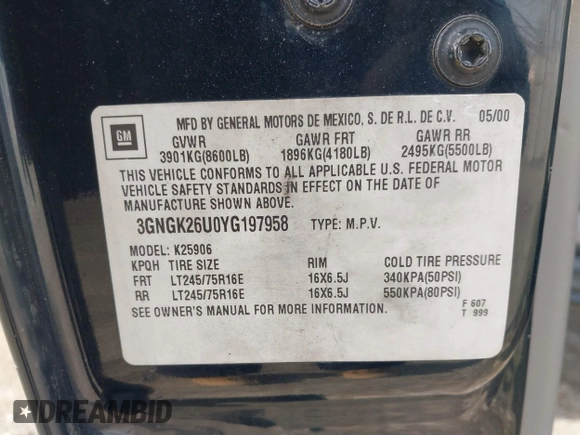 GM
MFD BY GENERAL MOTORS DE MEXICO, S. DE R.L. DE C.V. 05/00
GVWR GAWR FRT GAWR RR
3901KG(8600LB) 1896KG(4180LB) 2495KG(5500LB)
THIS VEHICLE CONFORMS TO ALL APPLICABLE U.S. FEDERAL MOTOR
VEHICLE SAFETY STANDARDS IN EFFECT ON THE DATE OF
MANUFACTURE SHOWN ABOVE.
3GNGK26U0YG197958 TYPE: M.P.V.
MODEL: K25906
KPQH TIRE SIZE RIM COLD TIRE PRESSURE
FRT LT245/75R16E 16X6.5J 340KPA(50PSI)
RR LT245/75R16E 16X6.5J 550KPA(80PSI)
SEE OWNER'S MANUAL FOR MORE INFORMATION. F 607
T 999
DREAMBID